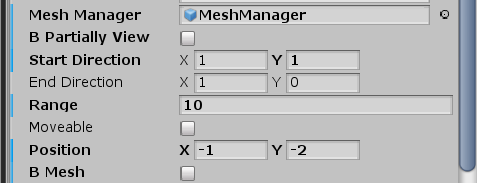 Mesh Manager MeshManager
B Partially View
Start Direction X 1 Y 1
End Direction X 1 Y 0
Range 10
Moveable
Position X -1 Y -2
B Mesh